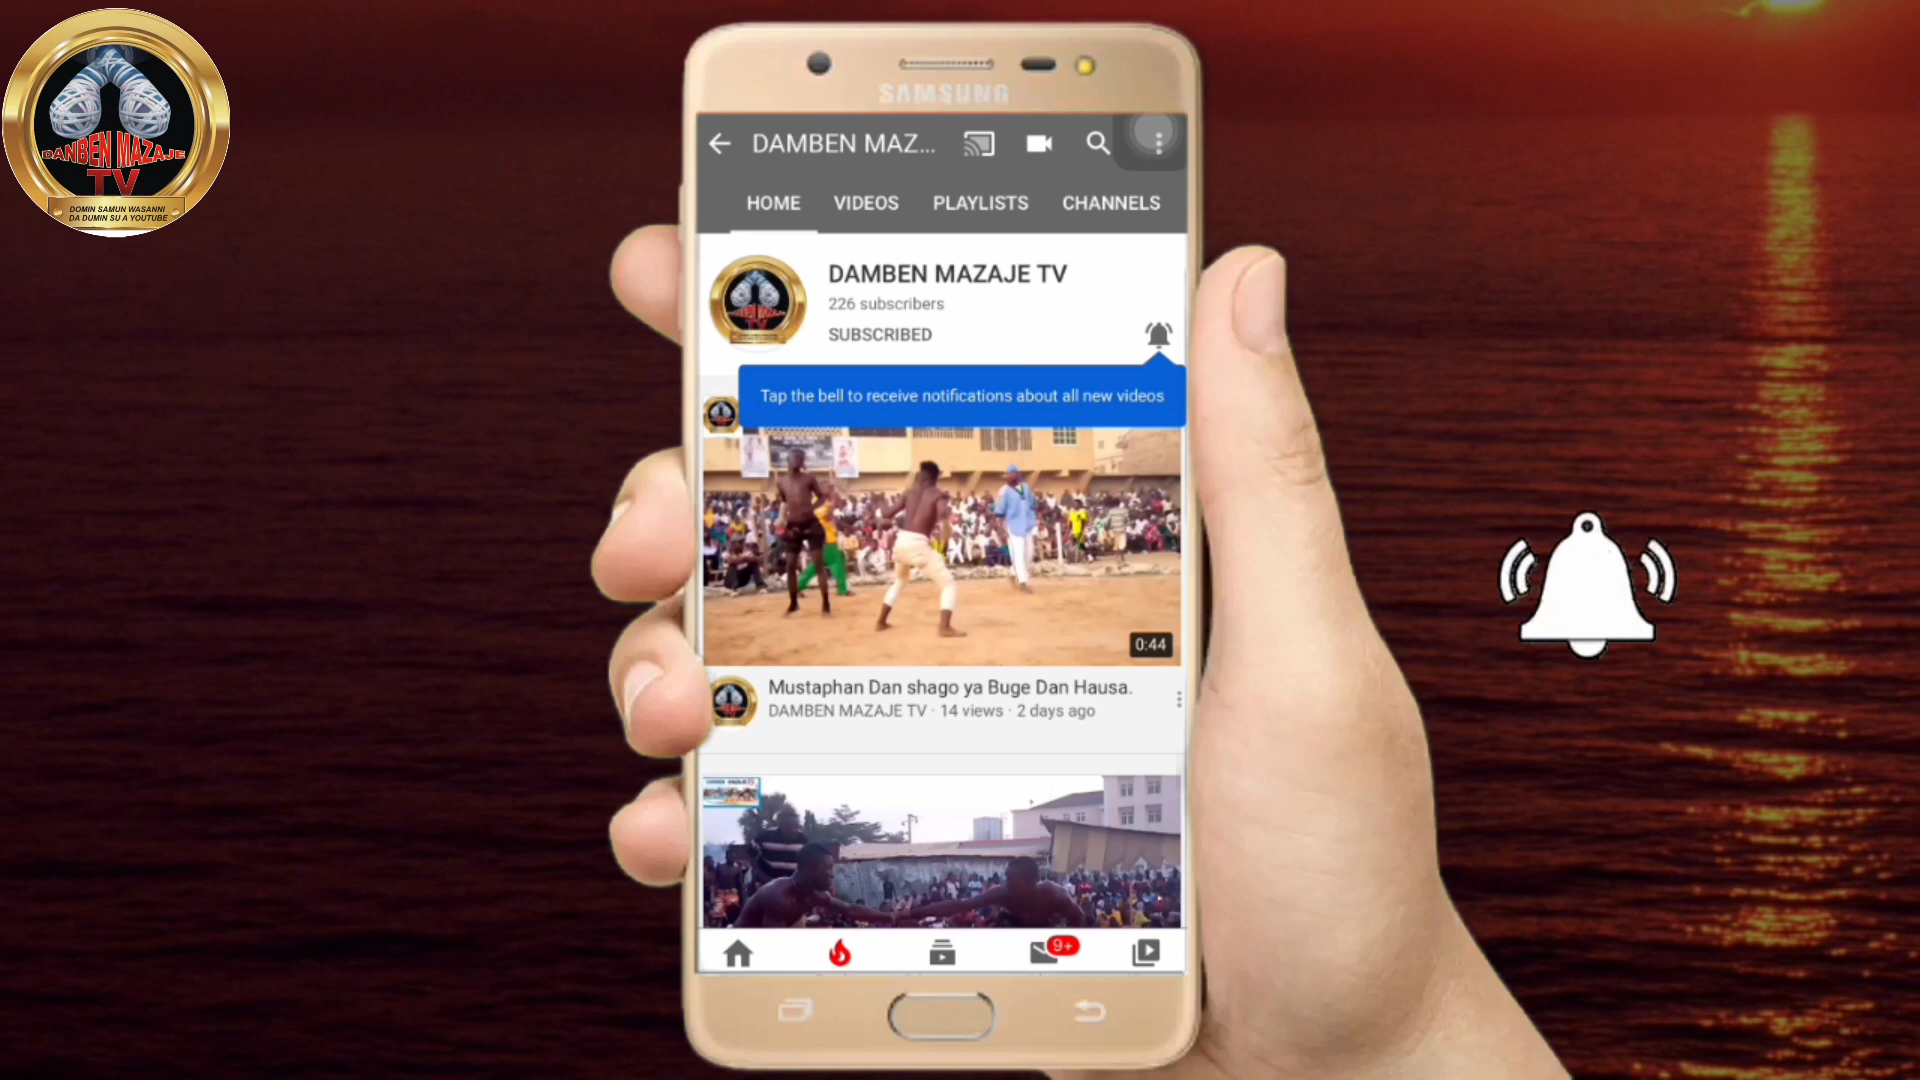 DANBEN MAZAJE
TV
DOMIN SAMUN WASANNI
DA DUMIN SU A YOUTUBE
SAMSUNG
DAMBEN MAZ...
HOME VIDEOS PLAYLISTS CHANNELS
DAMBEN MAZAJE TV
226 subscribers
SUBSCRIBED
Tap the bell to receive notifications about all new videos
0:44
Mustaphan Dan shago ya Buge Dan Hausa.
DAMBEN MAZAJE TV · 14 views · 2 days ago
9+